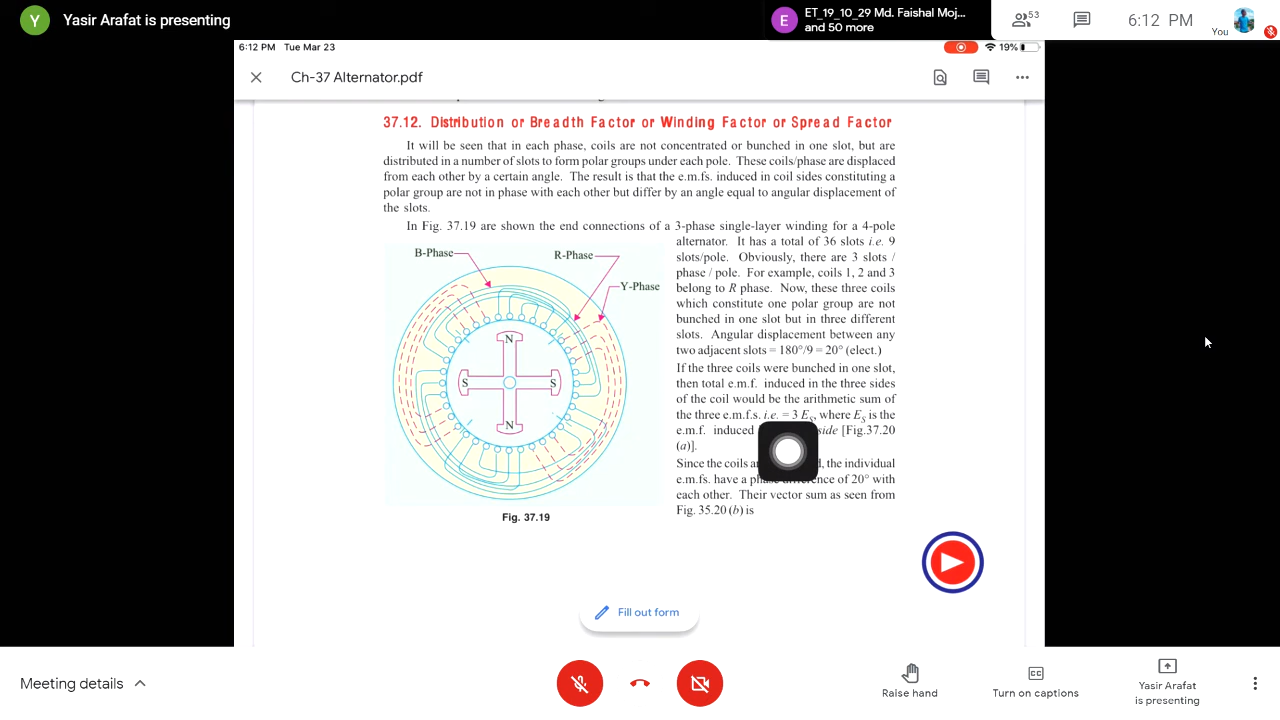 Y Yasir Arafat is presenting
E ET_19_10_29 Md. Faishal Moj...
and 50 more
53
6:12 PM
You
6:12 PM Tue Mar 23
19%
Ch-37 Alternator.pdf
37.12. Distribution or Breadth Factor or Winding Factor or Spread Factor
It will be seen that in each phase, coils are not concentrated or bunched in one slot, but are
distributed in a number of slots to form polar groups under each pole. These coils/phase are displaced
from each other by a certain angle. The result is that the e.m.fs. induced in coil sides constituting a
polar group are not in phase with each other but differ by an angle equal to angular displacement of
the slots.
In Fig. 37.19 are shown the end connections of a 3-phase single-layer winding for a 4-pole
alternator. It has a total of 36 slots i.e. 9
slots/pole. Obviously, there are 3 slots /
phase / pole. For example, coils 1, 2 and 3
belong to R phase. Now, these three coils
which constitute one polar group are not
bunched in one slot but in three different
slots. Angular displacement between any
two adjacent slots = 180°/9 = 20° (elect.)
If the three coils were bunched in one slot,
then total e.m.f. induced in the three sides
of the coil would be the arithmetic sum of
the three e.m.f.s. i.e. = 3 ES, where ES is the
e.m.f. induced side [Fig.37.20
(a)].
Since the coils the individual
e.m.fs. have a phase difference of 20° with
each other. Their vector sum as seen from
Fig. 35.20 (b) is
B-Phase
R-Phase
Y-Phase
N
S
S
N
Fig. 37.19
Fill out form
Meeting details
Raise hand
CC
Turn on captions
Yasir Arafat
is presenting